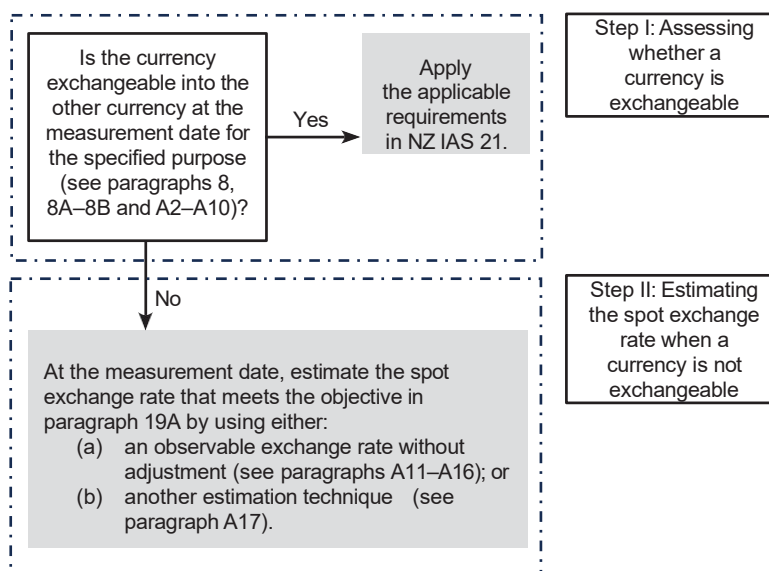 Is the currency
exchangeable into the
other currency at the
measurement date for
the specified purpose
(see paragraphs 8,
8A–8B and A2–A10)?
Yes
Apply
the applicable
requirements
in NZ IAS 21.
Step I: Assessing
whether a
currency is
exchangeable
No
At the measurement date, estimate the spot
exchange rate that meets the objective in
paragraph 19A by using either:
(a) an observable exchange rate without
adjustment (see paragraphs A11–A16); or
(b) another estimation technique (see
paragraph A17).
Step II: Estimating
the spot exchange
rate when a
currency is not
exchangeable